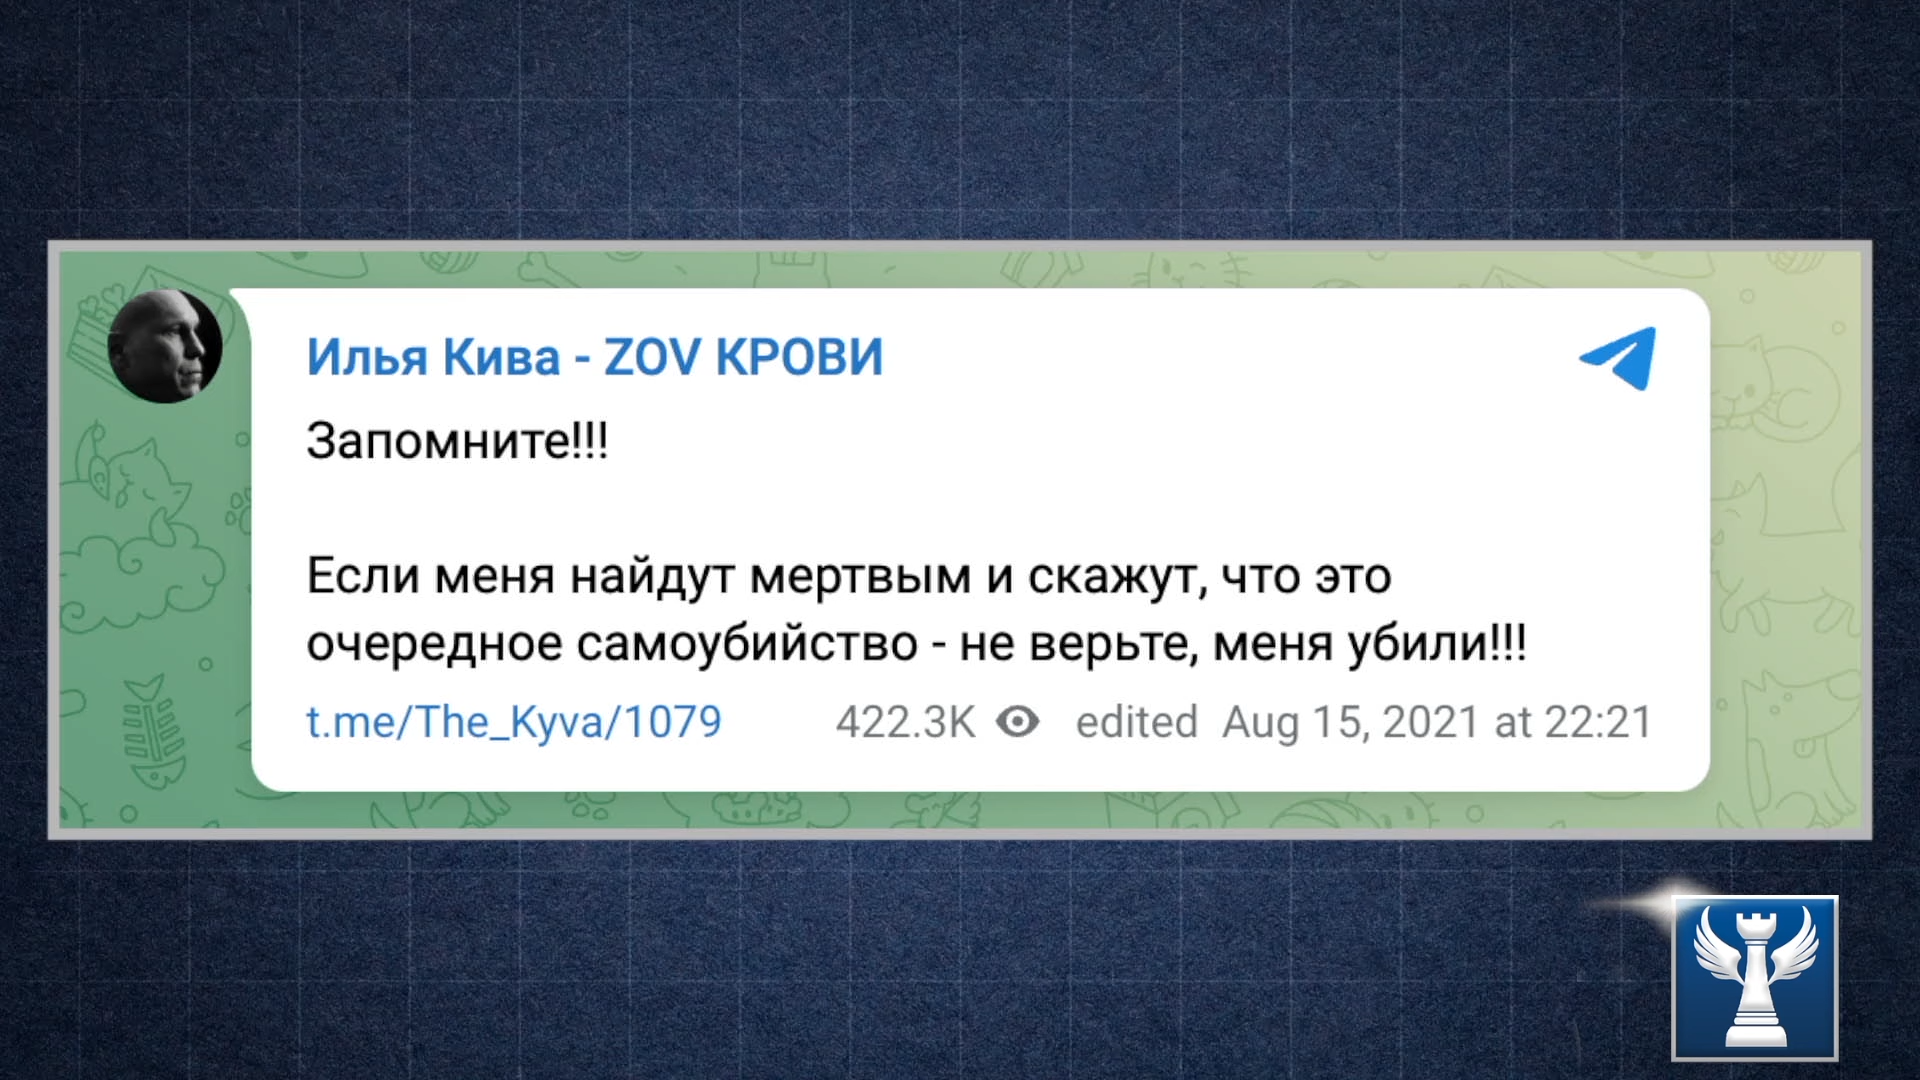 Илья Кива - ZOV КРОВИ
Запомните!!!
Если меня найдут мертвым и скажут, что это
очередное самоубийство - не верьте, меня убили!!!
t.me/The_Kyva/1079 422.3K edited Aug 15, 2021 at 22:21